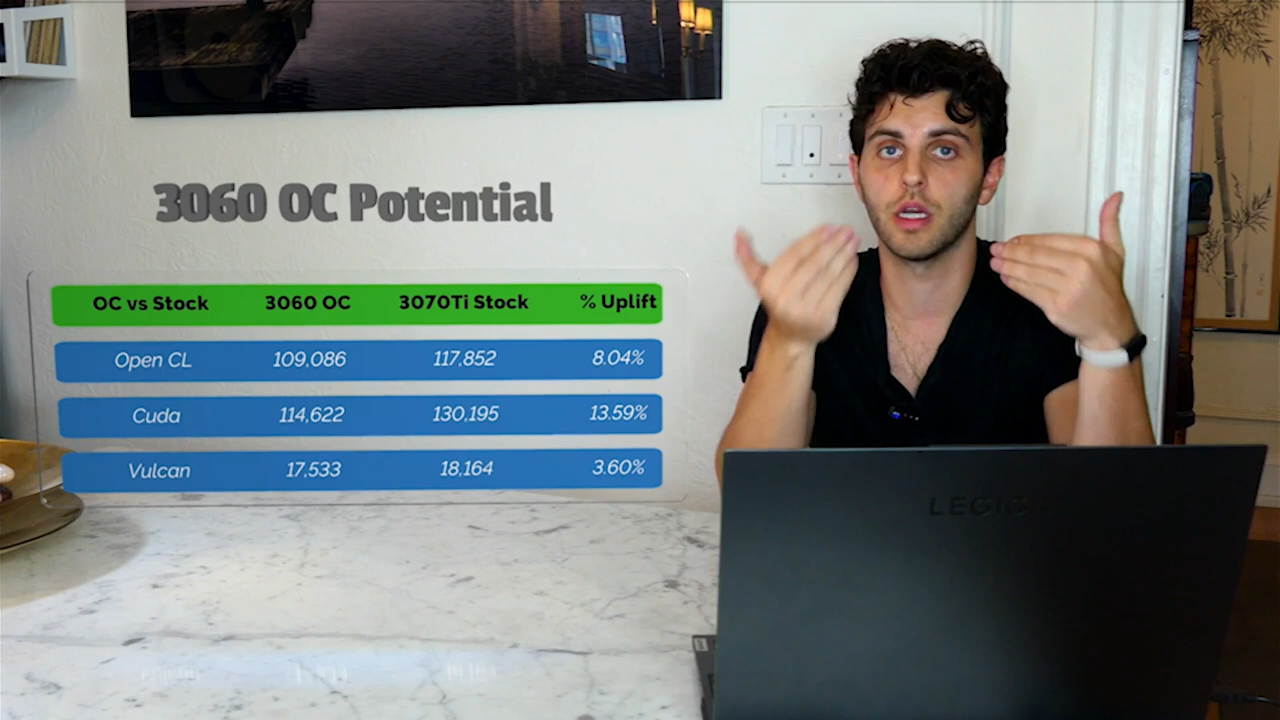 3060 OC Potential
OC vs Stock 3060 OC 3070Ti Stock % Uplift
Open CL 109,086 117,852 8.04%
Cuda 114,622 130,195 13.59%
Vulcan 17,533 18,164 3.60%
LEGION